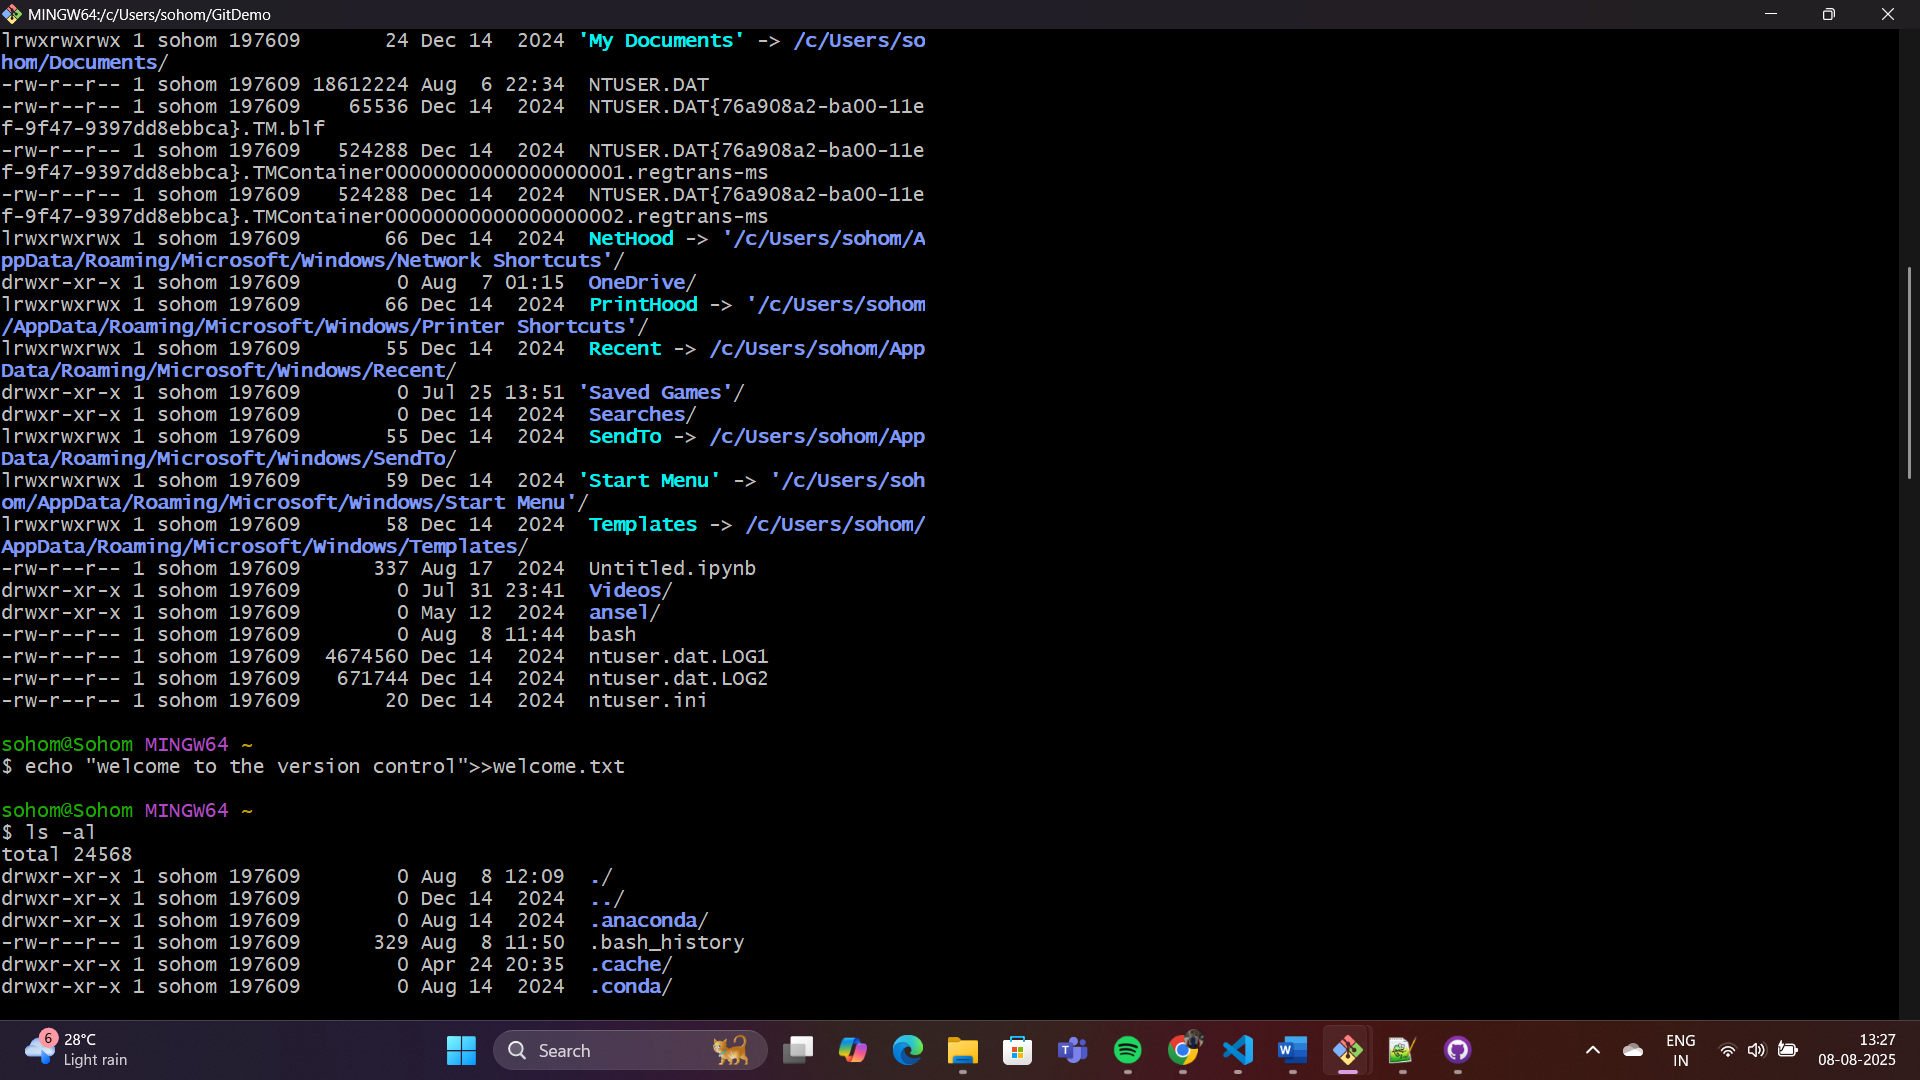 MINGW64:/c/Users/sohom/GitDemo
lrwxrwxrwx 1 sohom 197609       24 Dec 14  2024 'My Documents' -> /c/Users/so
hom/Documents/
-rw-r--r-- 1 sohom 197609 18612224 Aug  6 22:34  NTUSER.DAT
-rw-r--r-- 1 sohom 197609    65536 Dec 14  2024  NTUSER.DAT{76a908a2-ba00-11e
f-9f47-9397dd8ebbca}.TM.blf
-rw-r--r-- 1 sohom 197609   524288 Dec 14  2024  NTUSER.DAT{76a908a2-ba00-11e
f-9f47-9397dd8ebbca}.TMContainer00000000000000000001.regtrans-ms
-rw-r--r-- 1 sohom 197609   524288 Dec 14  2024  NTUSER.DAT{76a908a2-ba00-11e
f-9f47-9397dd8ebbca}.TMContainer00000000000000000002.regtrans-ms
lrwxrwxrwx 1 sohom 197609       66 Dec 14  2024  NetHood -> '/c/Users/sohom/A
ppData/Roaming/Microsoft/Windows/Network Shortcuts'/
drwxr-xr-x 1 sohom 197609        0 Aug  7 01:15  OneDrive/
lrwxrwxrwx 1 sohom 197609       66 Dec 14  2024  PrintHood -> '/c/Users/sohom
/AppData/Roaming/Microsoft/Windows/Printer Shortcuts'/
lrwxrwxrwx 1 sohom 197609       55 Dec 14  2024  Recent -> /c/Users/sohom/App
Data/Roaming/Microsoft/Windows/Recent/
drwxr-xr-x 1 sohom 197609        0 Jul 25 13:51 'Saved Games'/
drwxr-xr-x 1 sohom 197609        0 Dec 14  2024  Searches/
lrwxrwxrwx 1 sohom 197609       55 Dec 14  2024  SendTo -> /c/Users/sohom/App
Data/Roaming/Microsoft/Windows/SendTo/
lrwxrwxrwx 1 sohom 197609       59 Dec 14  2024 'Start Menu' -> '/c/Users/soh
om/AppData/Roaming/Microsoft/Windows/Start Menu'/
lrwxrwxrwx 1 sohom 197609       58 Dec 14  2024  Templates -> /c/Users/sohom/
AppData/Roaming/Microsoft/Windows/Templates/
-rw-r--r-- 1 sohom 197609      337 Aug 17  2024  Untitled.ipynb
drwxr-xr-x 1 sohom 197609        0 Jul 31 23:41  Videos/
drwxr-xr-x 1 sohom 197609        0 May 12  2024  ansel/
-rw-r--r-- 1 sohom 197609        0 Aug  8 11:44  bash
-rw-r--r-- 1 sohom 197609  4674560 Dec 14  2024  ntuser.dat.LOG1
-rw-r--r-- 1 sohom 197609   671744 Dec 14  2024  ntuser.dat.LOG2
-rw-r--r-- 1 sohom 197609       20 Dec 14  2024  ntuser.ini
sohom@Sohom MINGW64 ~
$ echo "welcome to the version control">>welcome.txt
sohom@Sohom MINGW64 ~
$ ls -al
total 24568
drwxr-xr-x 1 sohom 197609        0 Aug  8 12:09  ./
drwxr-xr-x 1 sohom 197609        0 Dec 14  2024  ../
drwxr-xr-x 1 sohom 197609        0 Aug 14  2024  .anaconda/
-rw-r--r-- 1 sohom 197609      329 Aug  8 11:50  .bash_history
drwxr-xr-x 1 sohom 197609        0 Apr 24 20:35  .cache/
drwxr-xr-x 1 sohom 197609        0 Aug 14  2024  .conda/
6 28°C
Light rain
Search
ENG
IN
13:27
08-08-2025